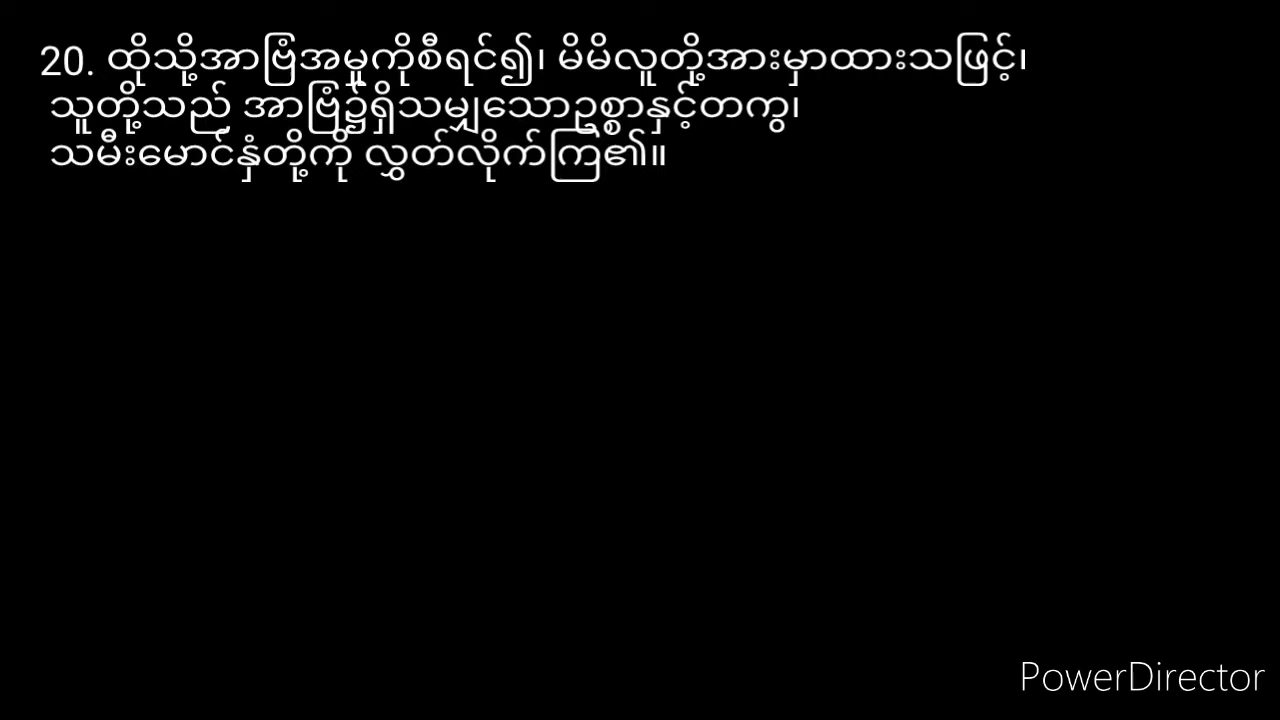 20. ထိုသို့အာဗြံအမှုကိုစီရင်၍၊ မိမိလူတို့အားမှာထားသဖြင့်၊
သူတို့သည် အာဗြံ၌ရှိသမျှသောဥစ္စာနှင့်တကွ၊
သမီးမောင်နှံတို့ကို လွှတ်လိုက်ကြ၏။
PowerDirector